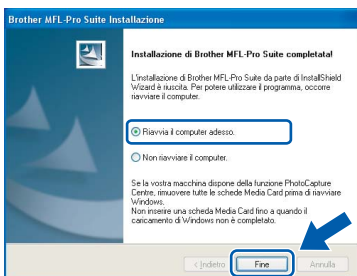 Brother MFL-Pro Suite Installazione
Installazione di Brother MFL-Pro Suite completata!
L'installazione di Brother MFL-Pro Suite da parte di InstallShield
Wizard è riuscita. Per potere utilizzare il programma, occorre
riavviare il computer.
Riavvia il computer adesso.
Non riavviare il computer.
Se la vostra macchina dispone della funzione PhotoCapture
Centre, rimuovere tutte le schede Media Card prima di riavviare
Windows.
Non inserire una scheda Media Card fino a quando il
caricamento di Windows non è completato.
< Indietro
Fine
Annulla